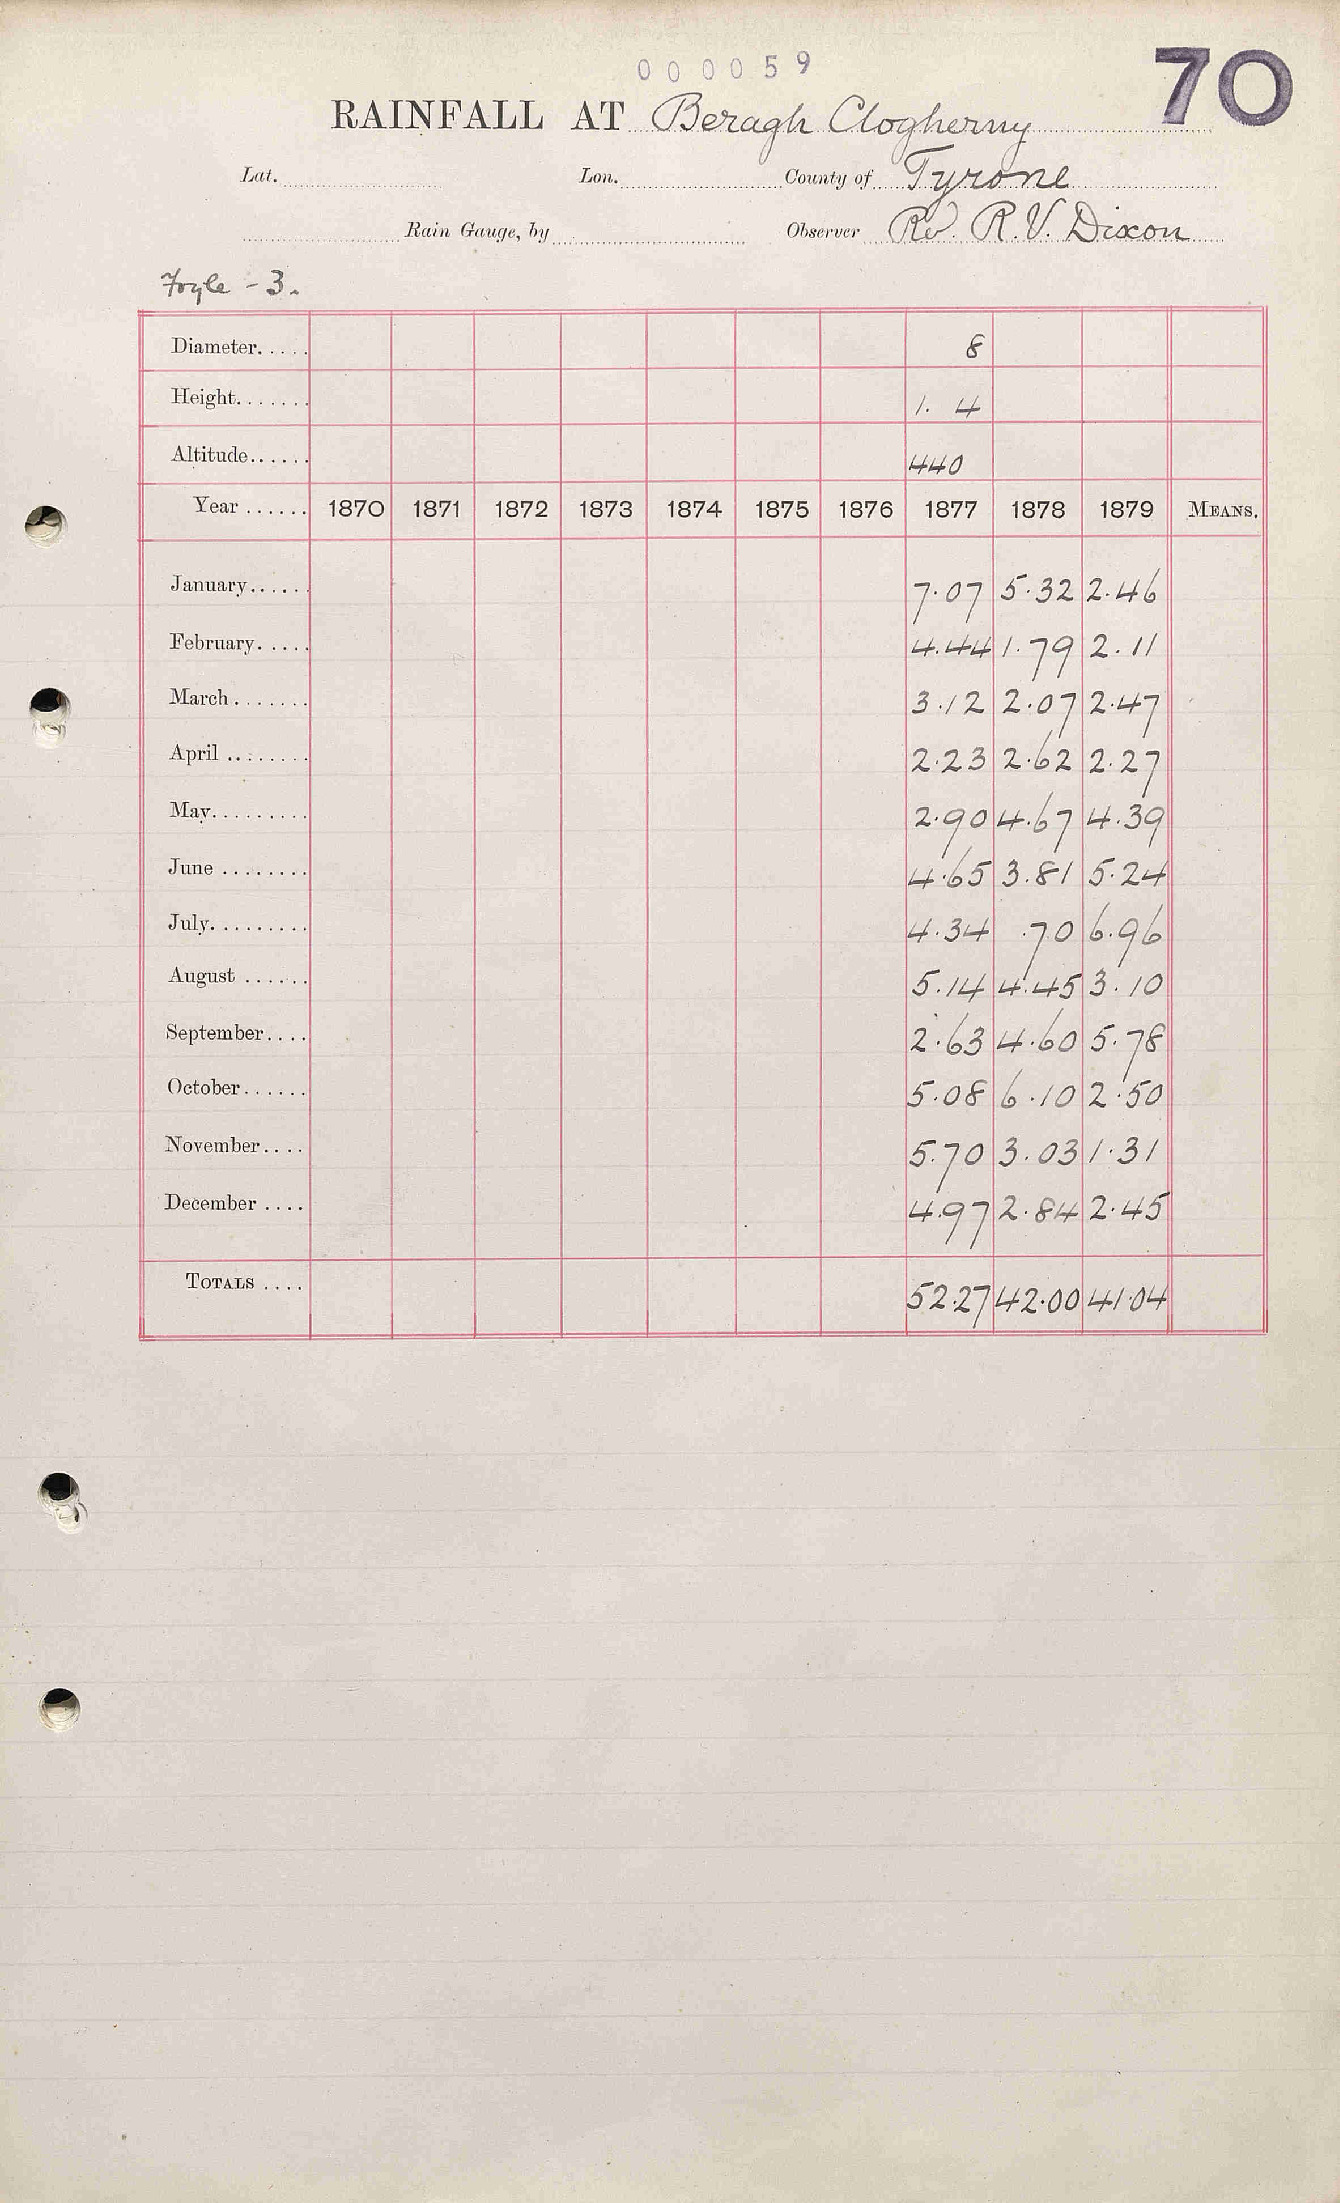 000059
70
RAINFALL AT Beragh Clogherny
Lat. Lon. County of Tyrone
Rain Gauge, by Observer Rev. R. V. Dixon
Foyle - 3.
Diameter..... 8
Height....... 1. 4
Altitude...... 440
Year ...... 1870 1871 1872 1873 1874 1875 1876 1877 1878 1879 MEANS.
January...... 7.07 5.32 2.46
February..... 4.44 1.79 2.11
March....... 3.12 2.07 2.47
April ........ 2.23 2.62 2.27
May......... 2.90 4.67 4.39
June ........ 4.65 3.81 5.24
July......... 4.34 .70 6.96
August ...... 5.14 4.45 3.10
September.... 2.63 4.60 5.78
October...... 5.08 6.10 2.50
November.... 5.70 3.03 1.31
December .... 4.97 2.84 2.45
TOTALS .... 52.27 42.00 41.04